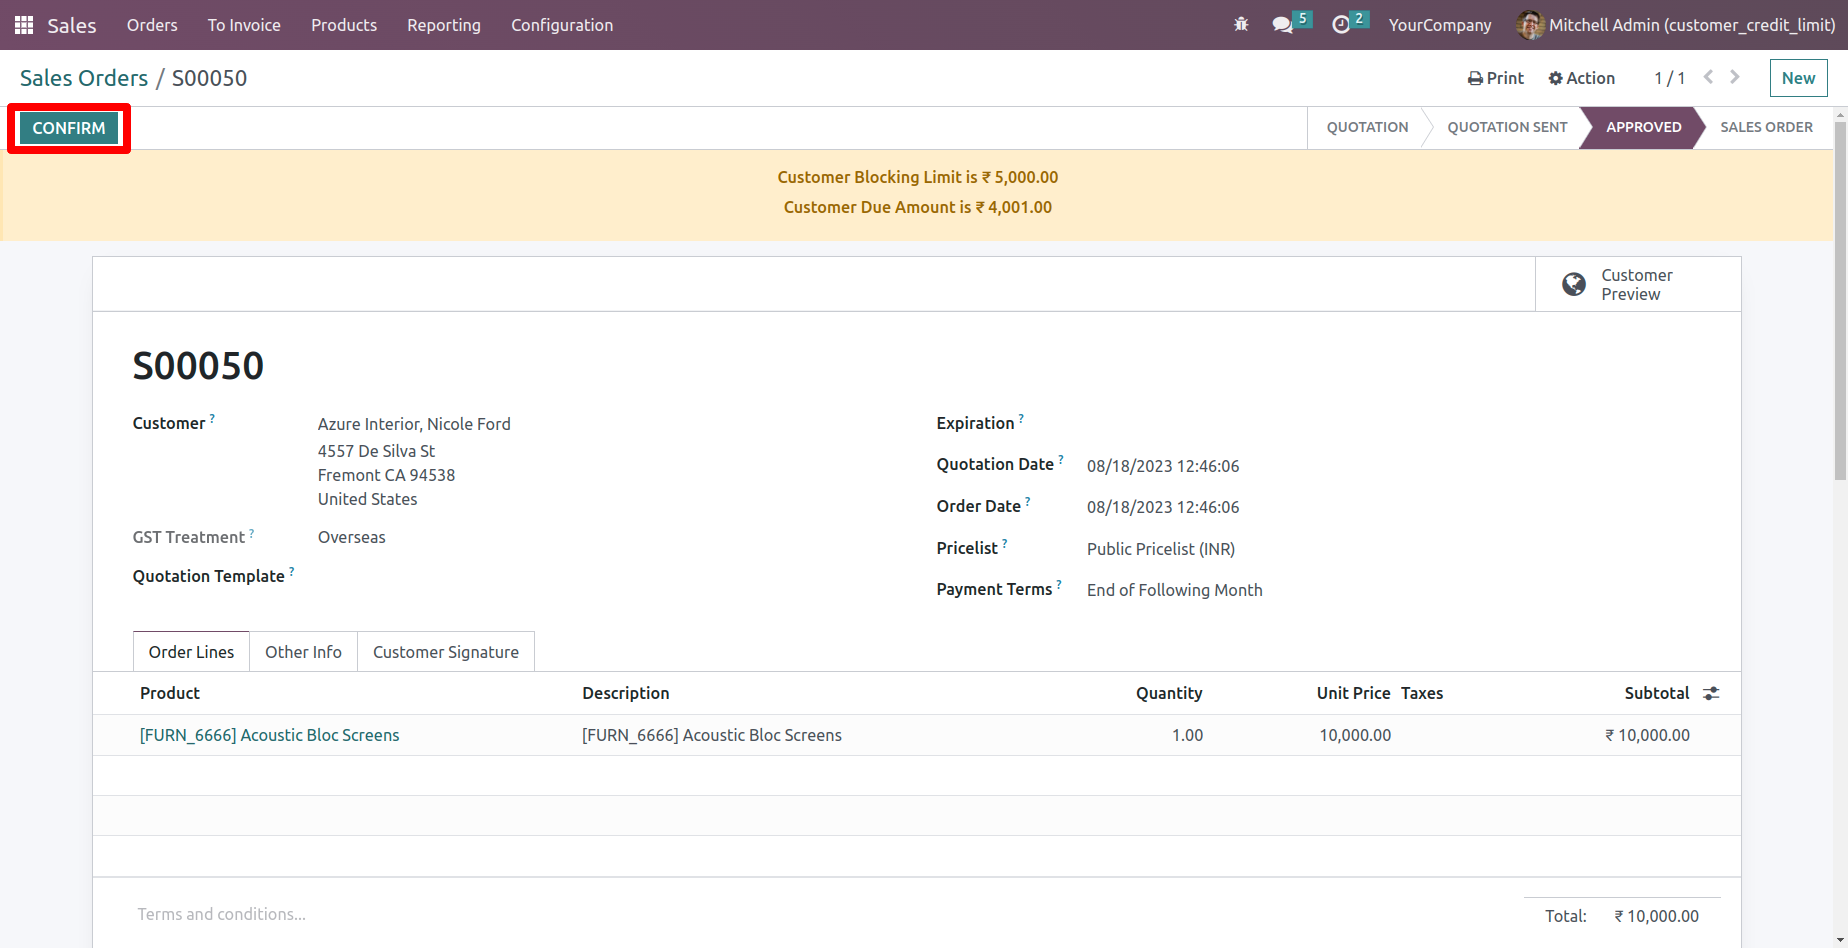 Sales Orders To Invoice Products Reporting Configuration 5 2 YourCompany Mitchell Admin (customer_credit_limit)
Sales Orders / S00050 Print Action 1 / 1 New
CONFIRM QUOTATION QUOTATION SENT APPROVED SALES ORDER
Customer Blocking Limit is ₹ 5,000.00
Customer Due Amount is ₹ 4,001.00
Customer
Preview
S00050
Customer ? Azure Interior, Nicole Ford
4557 De Silva St
Fremont CA 94538
United States
GST Treatment ? Overseas
Quotation Template ?
Expiration ?
Quotation Date ? 08/18/2023 12:46:06
Order Date ? 08/18/2023 12:46:06
Pricelist ? Public Pricelist (INR)
Payment Terms ? End of Following Month
Order Lines Other Info Customer Signature
Product Description Quantity Unit Price Taxes Subtotal
[FURN_6666] Acoustic Bloc Screens [FURN_6666] Acoustic Bloc Screens 1.00 10,000.00 ₹ 10,000.00
Terms and conditions...
Total: ₹ 10,000.00